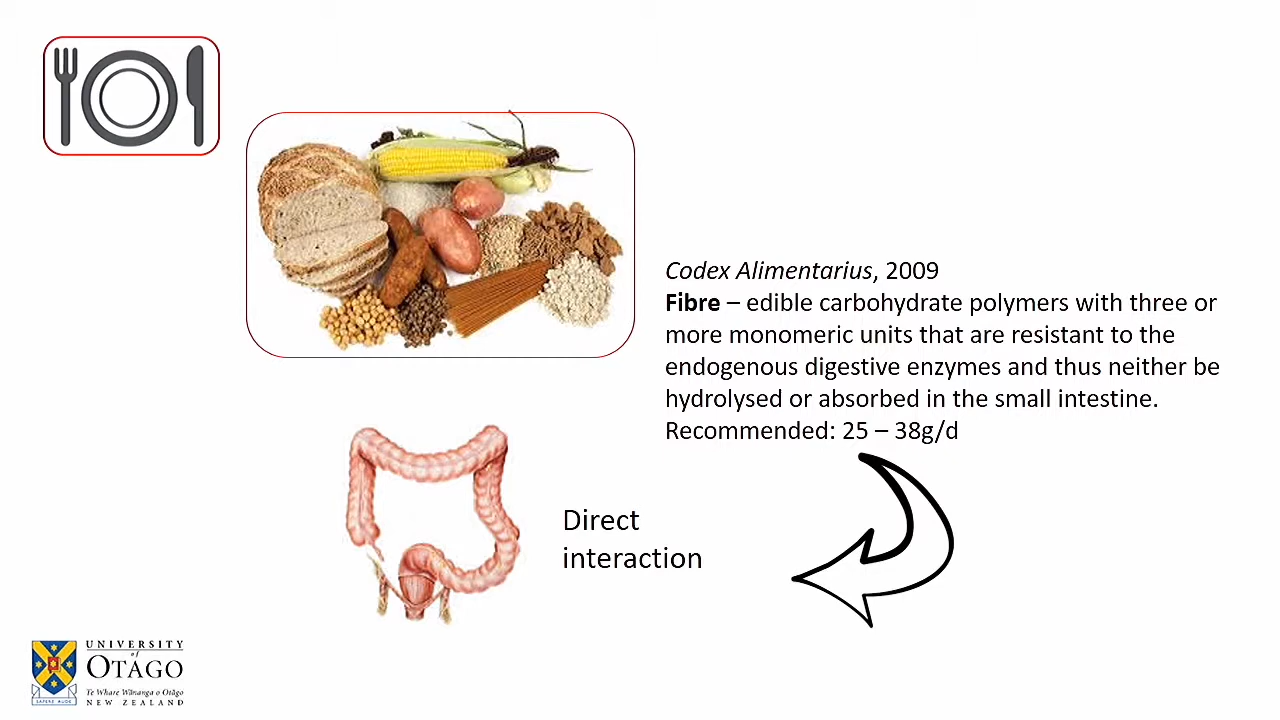 Codex Alimentarius, 2009
Fibre – edible carbohydrate polymers with three or
more monomeric units that are resistant to the
endogenous digestive enzymes and thus neither be
hydrolysed or absorbed in the small intestine.
Recommended: 25 – 38g/d
Direct
interaction
UNIVERSITY
of
OTAGO
Te Whare Wānanga o Otāgo
NEW ZEALAND
SAPERE AUDE